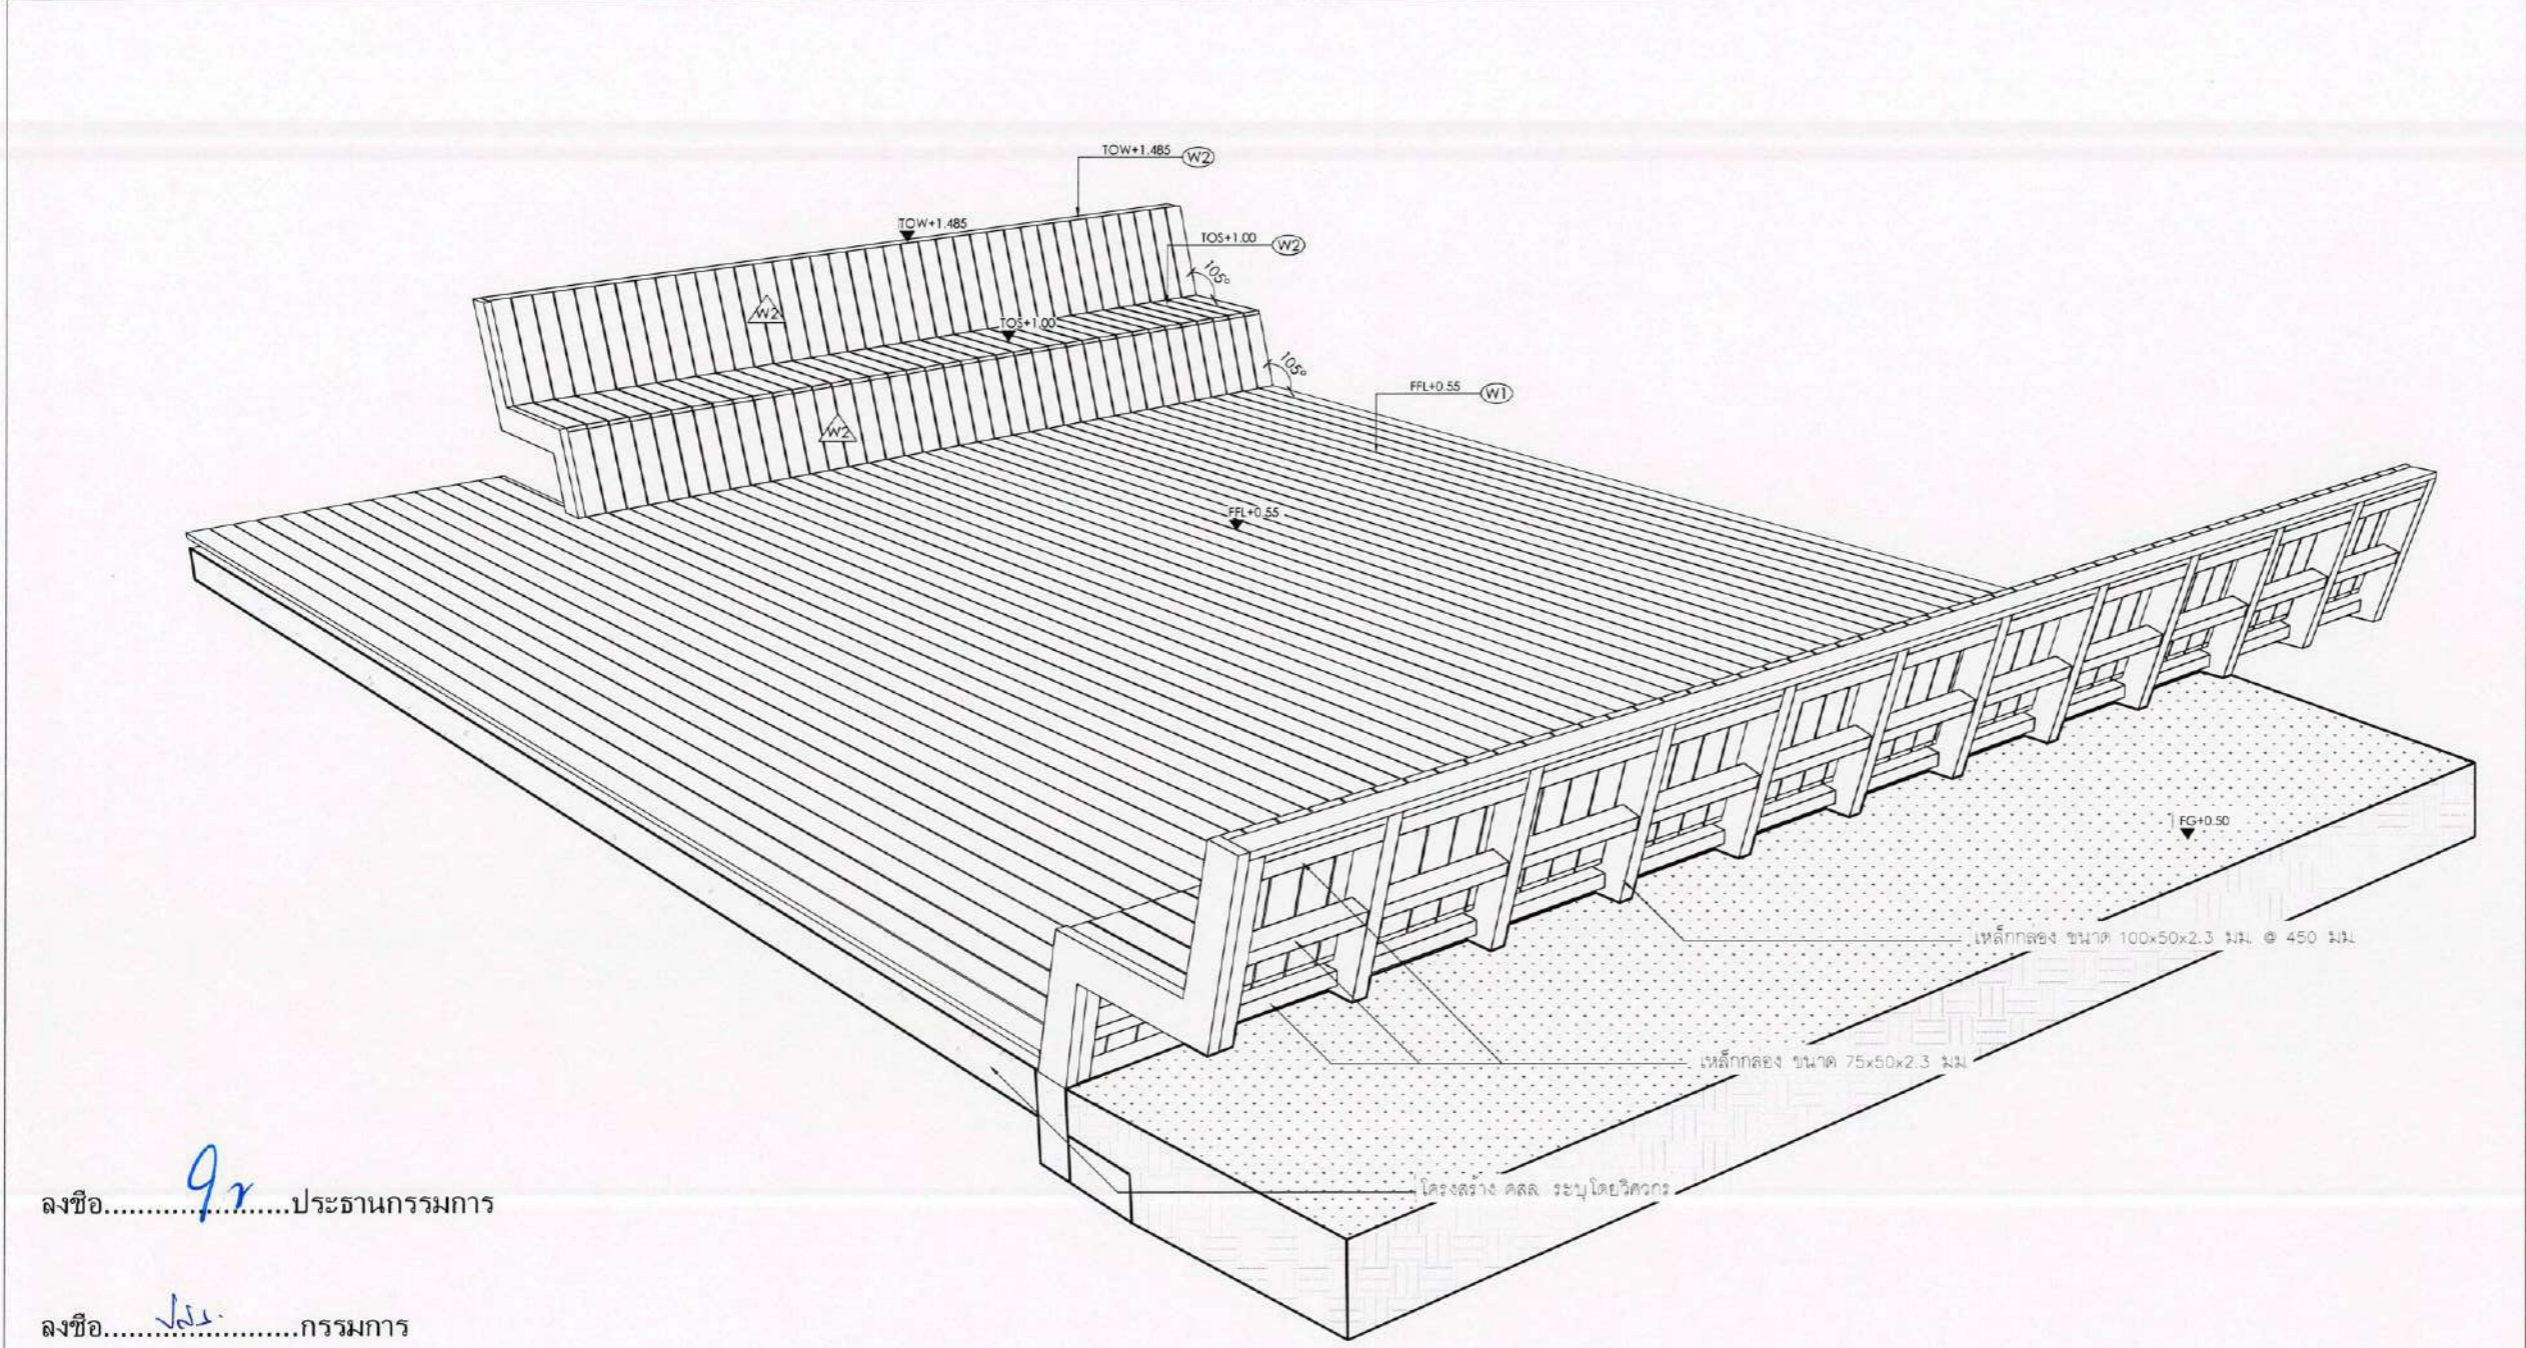 TOW+1.485 W2
TOW+1.485
TOS+1.00 W2
105°
W2
TOS+1.00
105°
FFL+0.55 W1
W2
FFL+0.55
FG+0.50
เหล็กกล่อง ขนาด 100x50x2.3 มม. @ 450 มม.
เหล็กกล่อง ขนาด 75x50x2.3 มม.
โครงสร้าง คสล. ระบุโดยวิศวกร
ลงชื่อ.....................ประธานกรรมการ
ลงชื่อ......................กรรมการ